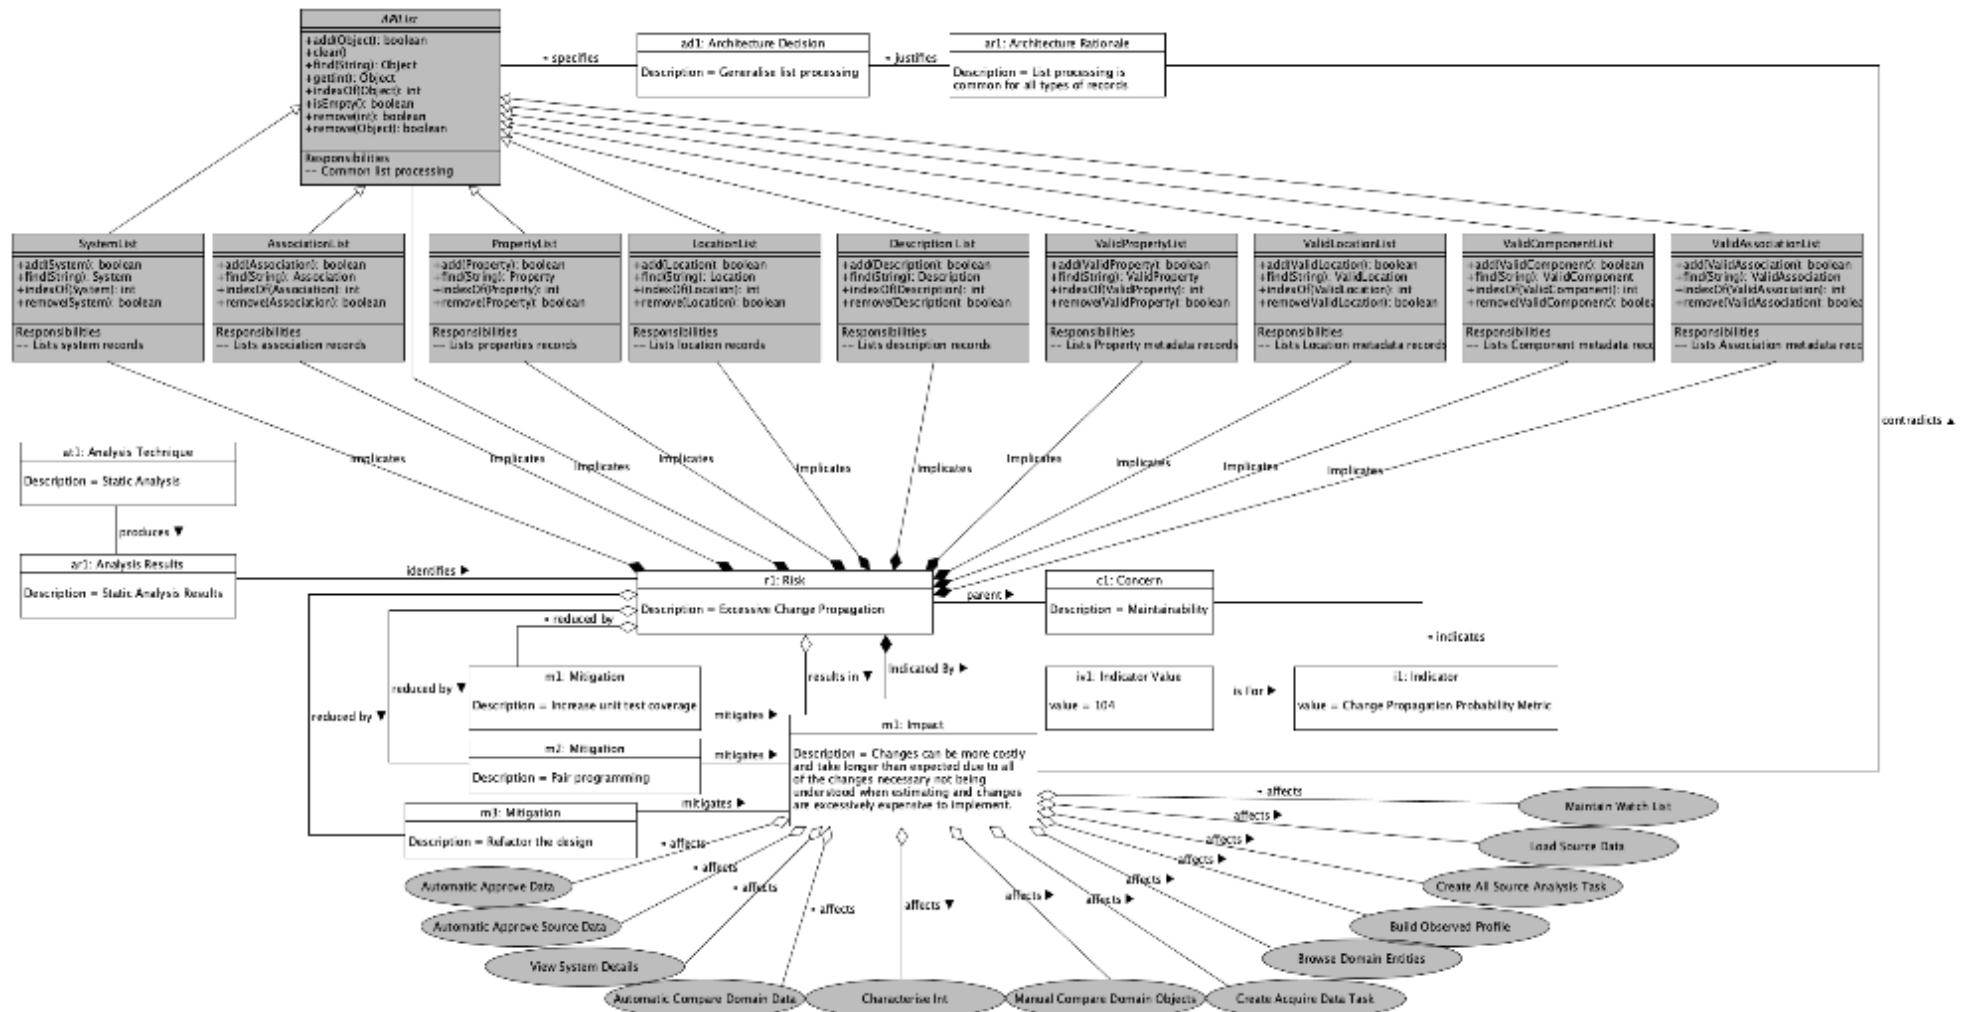 APIList
+add(Object): boolean
+clear()
+find(String): Object
+get(int): Object
+indexOf(Object): int
+isEmpty(): boolean
+remove(int): boolean
+remove(Object): boolean
Responsibilities
-- Common list processing
specifies
ad1: Architecture Decision
Description = Generalise list processing
justifies
ar1: Architecture Rationale
Description = List processing is
common for all types of records
SystemList
+add(System): boolean
+find(String): System
+indexOf(System): int
+remove(System): boolean
Responsibilities
-- Lists system records
AssociationList
+add(Association): boolean
+find(String): Association
+indexOf(Association): int
+remove(Association): boolean
Responsibilities
-- Lists association records
PropertyList
+add(Property): boolean
+find(String): Property
+indexOf(Property): int
+remove(Property): boolean
Responsibilities
-- Lists properties records
LocationList
+add(Location): boolean
+find(String): Location
+indexOf(Location): int
+remove(Location): boolean
Responsibilities
-- Lists location records
Description List
+add(Description): boolean
+find(String): Description
+indexOf(Description): int
+remove(Description): boolean
Responsibilities
-- Lists description records
ValidPropertyList
+add(ValidProperty): boolean
+find(String): ValidProperty
+indexOf(ValidProperty): int
+remove(ValidProperty): boolean
Responsibilities
-- Lists Property metadata records
ValidLocationList
+add(ValidLocation): boolean
+find(String): ValidLocation
+indexOf(ValidLocation): int
+remove(ValidLocation): boolean
Responsibilities
-- Lists Location metadata records
ValidComponentList
+add(ValidComponent): boolean
+find(String): ValidComponent
+indexOf(ValidComponent): int
+remove(ValidComponent): boolea
Responsibilities
-- Lists Component metadata reco
ValidAssociationList
+add(ValidAssociation): boolean
+find(String): ValidAssociation
+indexOf(ValidAssociation): int
+remove(ValidAssociation): boolea
Responsibilities
-- Lists Association metadata reco
contradicts ▲
Implicates
Implicates
Implicates
Implicates
Implicates
Implicates
Implicates
Implicates
Implicates
Implicates
at1: Analysis Technique
Description = Static Analysis
produces ▼
ar1: Analysis Results
Description = Static Analysis Results
identifies ▶
r1: Risk
Description = Excessive Change Propagation
parent ▶
c1: Concern
Description = Maintainability
indicates
reduced by
reduced by ▼
reduced by ▼
results in ▼
Indicated By ▶
m1: Mitigation
Description = Increase unit test coverage
mitigates ▶
iv1: Indicator Value
value = 104
is For ▶
i1: Indicator
value = Change Propagation Probability Metric
m2: Mitigation
Description = Pair programming
mitigates ▶
m1: Impact
Description = Changes can be more costly
and take longer than expected due to all
of the changes necessary not being
understood when estimating and changes
are excessively expensive to implement.
m3: Mitigation
Description = Refactor the design
mitigates ▶
affects
affects
affects
affects
affects ▼
affects ▶
affects ▶
affects ▶
affects ▶
affects ▶
affects ▶
affects
Maintain Watch List
Load Source Data
Create All Source Analysis Task
Build Observed Profile
Browse Domain Entities
Create Acquire Data Task
Manual Compare Domain Objects
Characterise Int
Automatic Compare Domain Data
View System Details
Automatic Approve Source Data
Automatic Approve Data